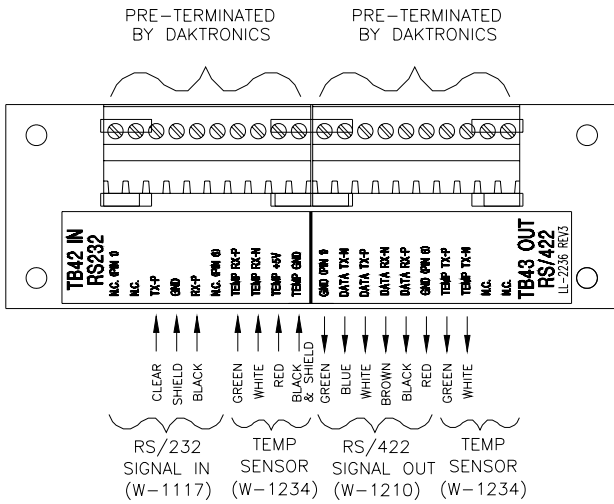 PRE-TERMINATED
BY DAKTRONICS
PRE-TERMINATED
BY DAKTRONICS
TB42 IN
RS232
N.C. (PIN 1)
N.C.
TX-P
GND
RX-P
N.C. (PIN 6)
TEMP RX-P
TEMP RX-N
TEMP +5V
TEMP GND
GND (PIN 1)
DATA TX-N
DATA TX-P
DATA RX-N
DATA RX-P
GND (PIN 6)
TEMP TX-P
TEMP TX-N
N.C.
N.C.
TB43 OUT
RS/422
LL-2236 REV3
CLEAR
SHIELD
BLACK
GREEN
WHITE
RED
BLACK
& SHIELD
GREEN
BLUE
WHITE
BROWN
BLACK
RED
GREEN
WHITE
RS/232
SIGNAL IN
(W-1117)
TEMP
SENSOR
(W-1234)
RS/422
SIGNAL OUT
(W-1210)
TEMP
SENSOR
(W-1234)